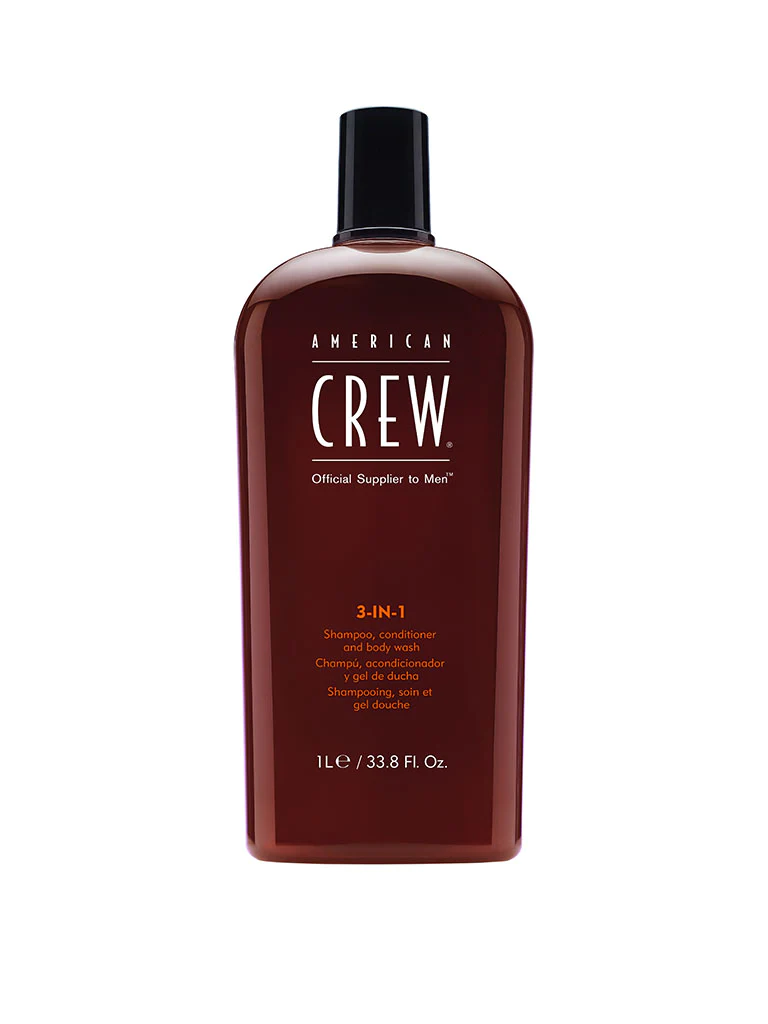 AMERICAN
CREW®
Official Supplier to Men™
3-IN-1
Shampoo, conditioner
and body wash
Champú, acondicionador
y gel de ducha
Shampooing, soin et
gel douche
1L℮ / 33.8 Fl. Oz.